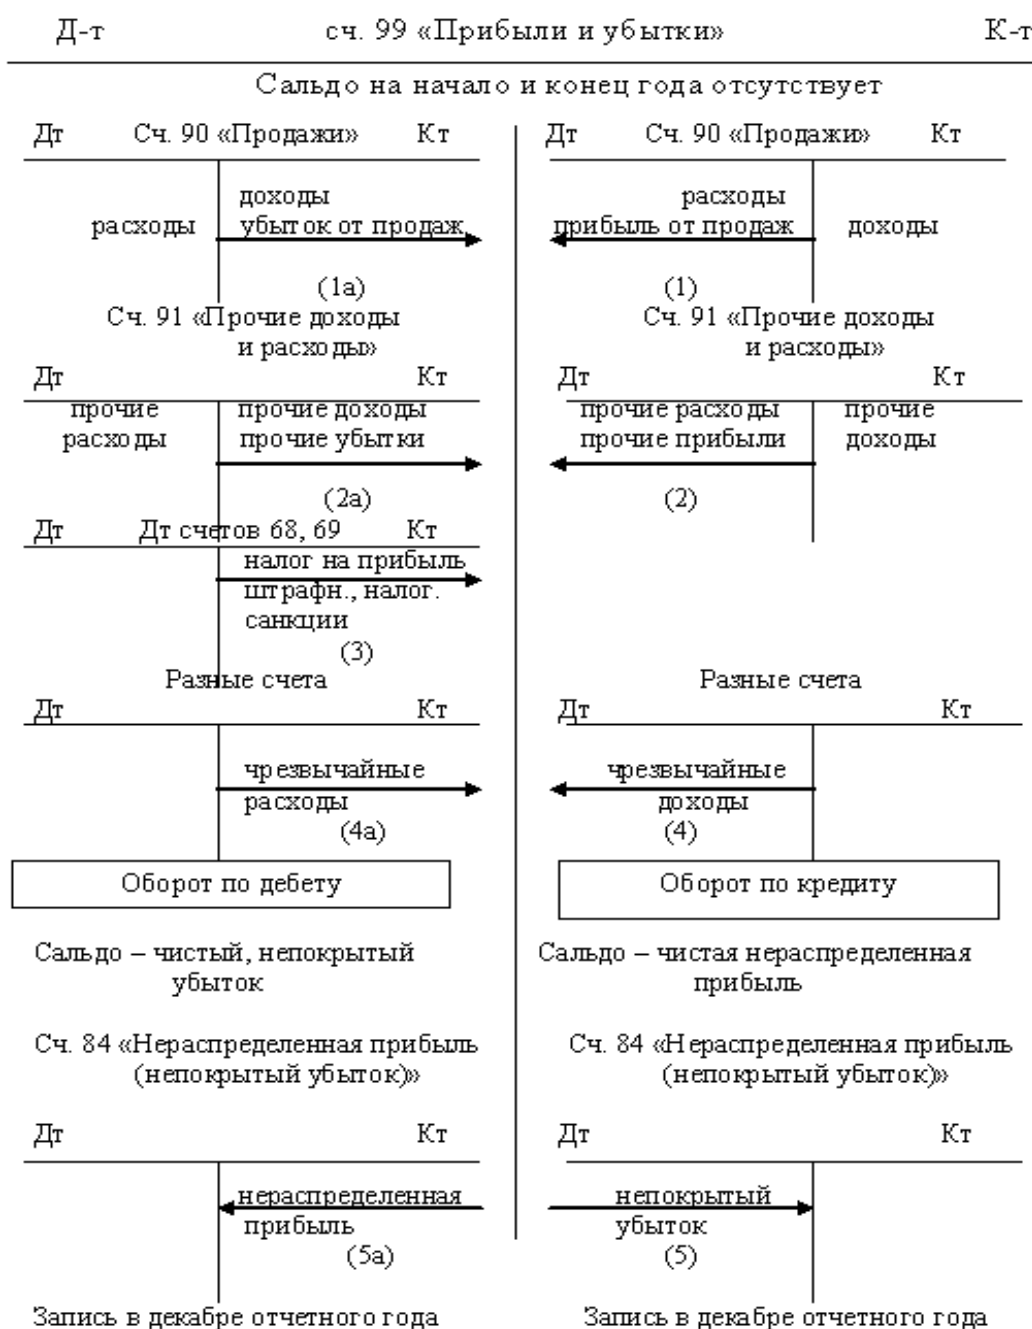 Д-т сч. 99 «Прибыли и убытки» К-т
Сальдо на начало и конец года отсутствует
Дт Сч. 90 «Продажи» Кт
расходы
доходы
убыток от продаж
(1а)
Сч. 91 «Прочие доходы
и расходы»
Дт Кт
прочие
расходы
прочие доходы
прочие убытки
(2а)
Дт Дт счетов 68, 69 Кт
налог на прибыль
штрафн., налог.
санкции
(3)
Разные счета
Дт Кт
чрезвычайные
расходы
(4а)
Оборот по дебету
Сальдо – чистый, непокрытый
убыток
Сч. 84 «Нераспределенная прибыль
(непокрытый убыток)»
Дт Кт
нераспределенная
прибыль
(5а)
Запись в декабре отчетного года
Дт Сч. 90 «Продажи» Кт
расходы
прибыль от продаж
доходы
(1)
Сч. 91 «Прочие доходы
и расходы»
Дт Кт
прочие расходы
прочие прибыли
прочие
доходы
(2)
Разные счета
Дт Кт
чрезвычайные
доходы
(4)
Оборот по кредиту
Сальдо – чистая нераспределенная
прибыль
Сч. 84 «Нераспределенная прибыль
(непокрытый убыток)»
Дт Кт
непокрытый
убыток
(5)
Запись в декабре отчетного года